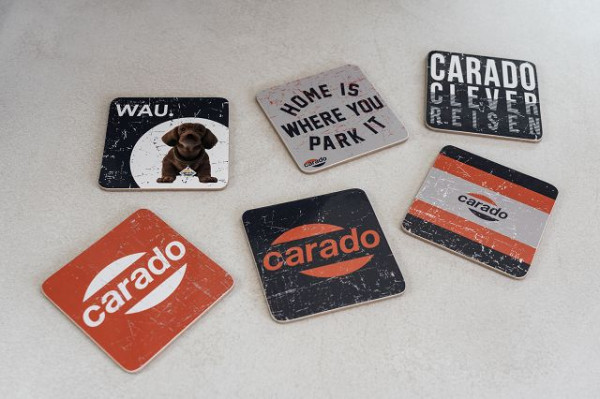 WAU.
HOME IS
WHERE YOU
PARK IT
carado
CARADO
CLEVER
REISEN
carado
carado
carado